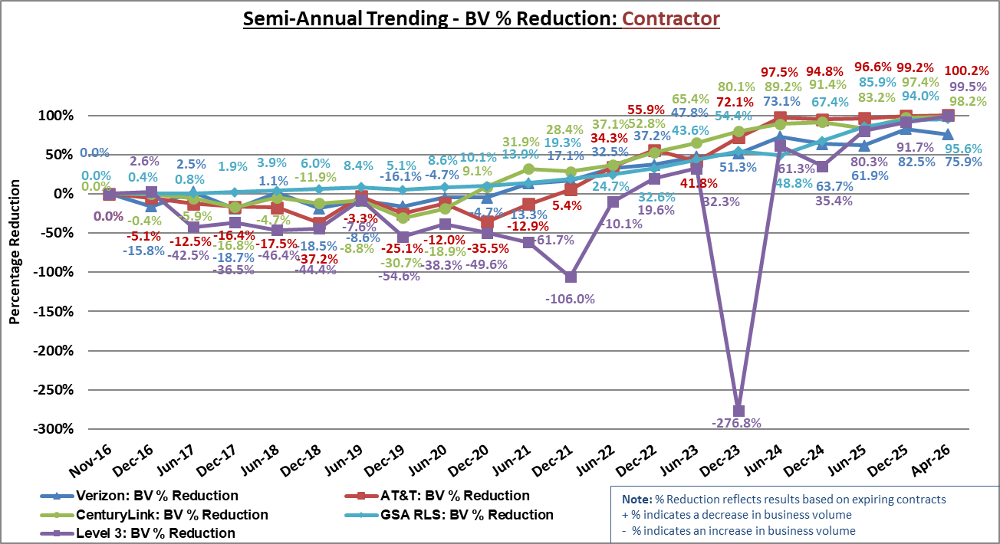 Semi-Annual Trending - BV % Reduction: Contractor
97.5% 94.8% 96.6% 99.2% 100.2%
80.1% 89.2% 91.4% 85.9% 97.4% 99.5%
65.4% 72.1% 73.1% 67.4% 83.2% 94.0% 98.2%
55.9% 47.8% 54.4%
28.4% 37.1% 52.8% 43.6%
31.9% 19.3% 34.3% 37.2%
0.0% 2.6% 2.5% 1.9% 3.9% 6.0% 8.4% 5.1% 8.6% 10.1% 13.9% 17.1% 32.5%
0.0% 0.4% 0.8% 1.1% -11.9% -16.1% -4.7% 9.1%
0.0%
51.3% 91.7% 95.6%
61.3% 80.3% 82.5% 75.9%
24.7% 41.8% 48.8% 63.7% 61.9%
32.6% 32.3% 35.4%
0.0% -0.4% -5.9% -4.7% -3.3% -4.7% 13.3% 5.4% 19.6%
-5.1% -12.5% -16.4% -17.5% -7.6% -12.9% -10.1%
-15.8% -42.5% -16.8% -46.4% -18.5% -8.6% -25.1% -12.0% -35.5% -61.7%
-18.7% -37.2% -8.8% -30.7% -18.9% -49.6%
-36.5% -44.4% -54.6% -38.3%
-106.0%
-276.8%
Percentage Reduction
100%
50%
0%
-50%
-100%
-150%
-200%
-250%
-300%
Nov-16 Dec-16 Jun-17 Dec-17 Jun-18 Dec-18 Jun-19 Dec-19 Jun-20 Dec-20 Jun-21 Dec-21 Jun-22 Dec-22 Jun-23 Dec-23 Jun-24 Dec-24 Jun-25 Dec-25 Apr-26
Verizon: BV % Reduction
AT&T: BV % Reduction
CenturyLink: BV % Reduction
GSA RLS: BV % Reduction
Level 3: BV % Reduction
Note: % Reduction reflects results based on expiring contracts
+ % indicates a decrease in business volume
- % indicates an increase in business volume